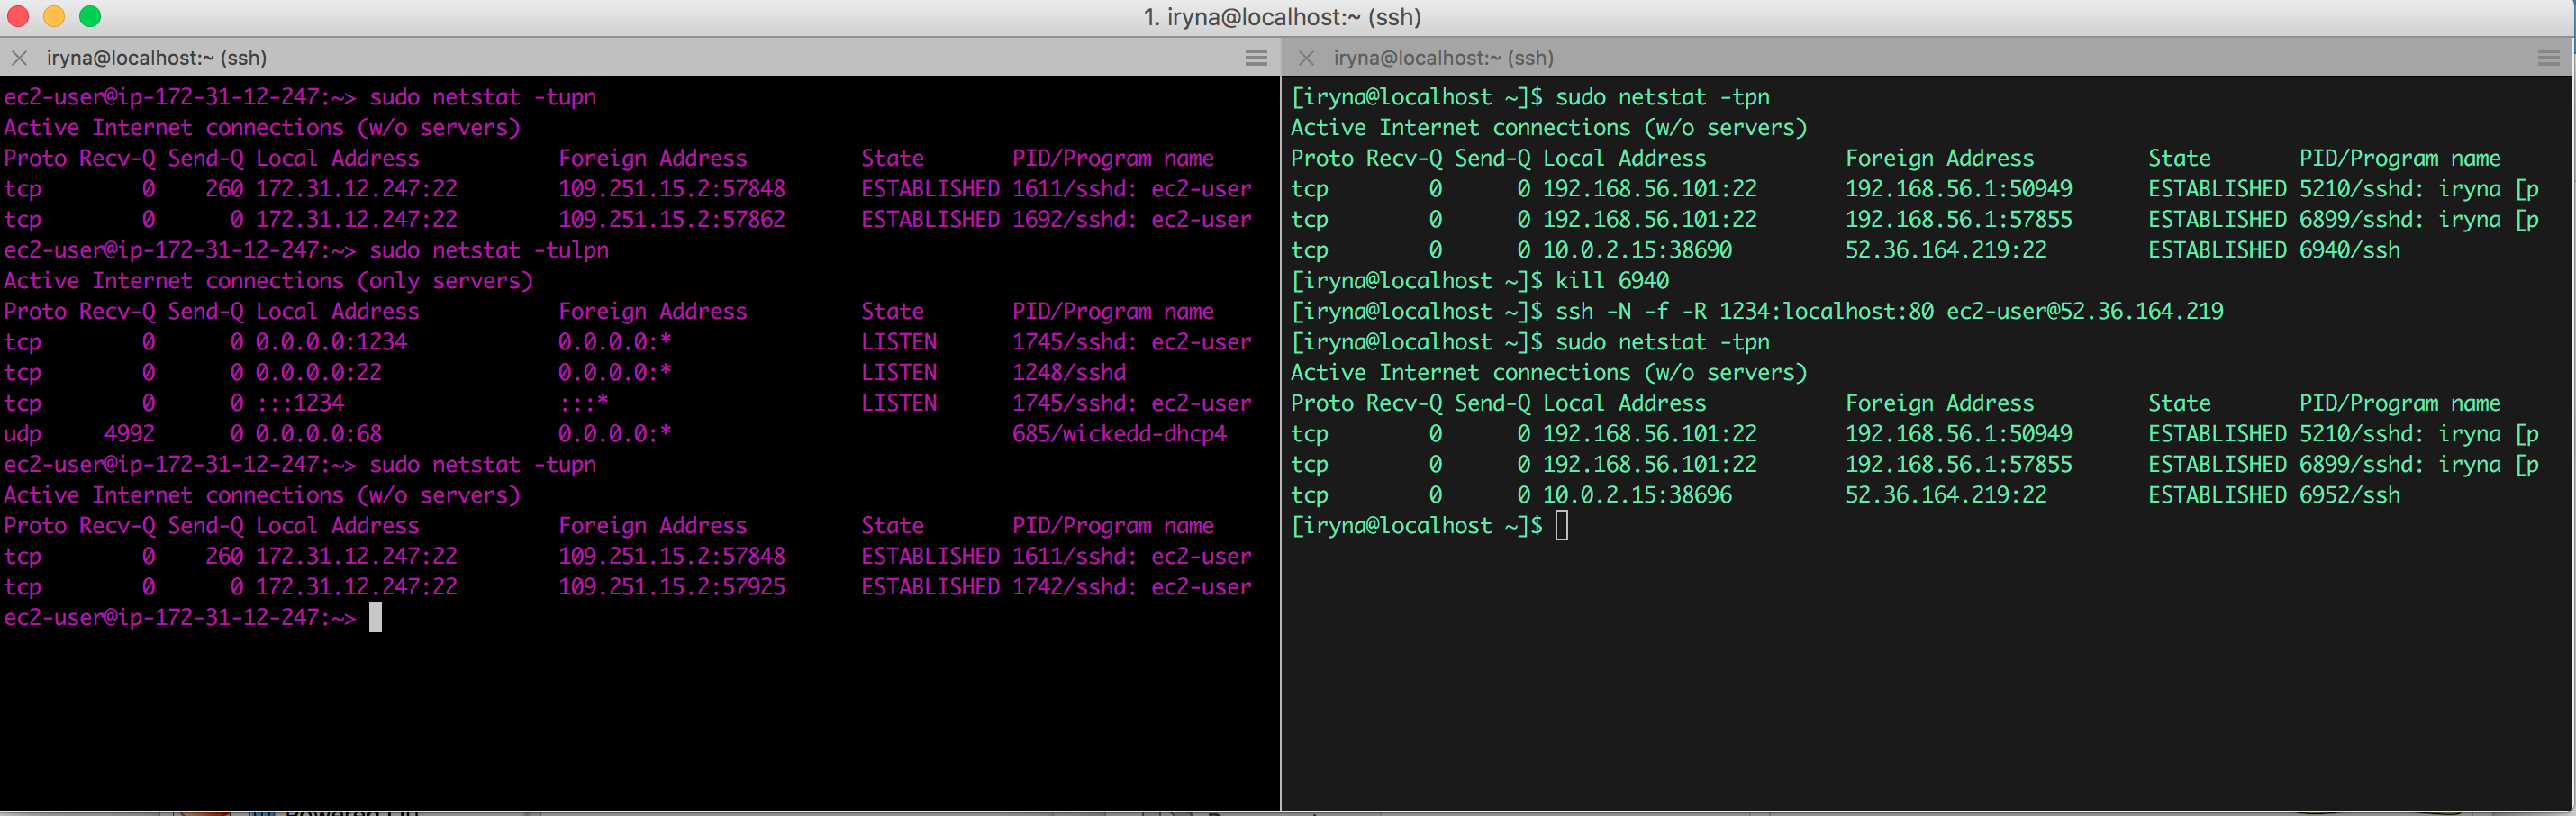 1. iryna@localhost:~ (ssh)
iryna@localhost:~ (ssh)
ec2-user@ip-172-31-12-247:~> sudo netstat -tupn
Active Internet connections (w/o servers)
Proto Recv-Q Send-Q Local Address           Foreign Address         State       PID/Program name
tcp        0    260 172.31.12.247:22        109.251.15.2:57848      ESTABLISHED 1611/sshd: ec2-user
tcp        0      0 172.31.12.247:22        109.251.15.2:57862      ESTABLISHED 1692/sshd: ec2-user
ec2-user@ip-172-31-12-247:~> sudo netstat -tulpn
Active Internet connections (only servers)
Proto Recv-Q Send-Q Local Address           Foreign Address         State       PID/Program name
tcp        0      0 0.0.0.0:1234            0.0.0.0:*               LISTEN      1745/sshd: ec2-user
tcp        0      0 0.0.0.0:22              0.0.0.0:*               LISTEN      1248/sshd
tcp        0      0 :::1234                 :::*                    LISTEN      1745/sshd: ec2-user
udp     4992      0 0.0.0.0:68              0.0.0.0:*                           685/wickedd-dhcp4
ec2-user@ip-172-31-12-247:~> sudo netstat -tupn
Active Internet connections (w/o servers)
Proto Recv-Q Send-Q Local Address           Foreign Address         State       PID/Program name
tcp        0    260 172.31.12.247:22        109.251.15.2:57848      ESTABLISHED 1611/sshd: ec2-user
tcp        0      0 172.31.12.247:22        109.251.15.2:57925      ESTABLISHED 1742/sshd: ec2-user
ec2-user@ip-172-31-12-247:~>
iryna@localhost:~ (ssh)
[iryna@localhost ~]$ sudo netstat -tpn
Active Internet connections (w/o servers)
Proto Recv-Q Send-Q Local Address           Foreign Address         State       PID/Program name
tcp        0      0 192.168.56.101:22       192.168.56.1:50949      ESTABLISHED 5210/sshd: iryna [p
tcp        0      0 192.168.56.101:22       192.168.56.1:57855      ESTABLISHED 6899/sshd: iryna [p
tcp        0      0 10.0.2.15:38690         52.36.164.219:22        ESTABLISHED 6940/ssh
[iryna@localhost ~]$ kill 6940
[iryna@localhost ~]$ ssh -N -f -R 1234:localhost:80 ec2-user@52.36.164.219
[iryna@localhost ~]$ sudo netstat -tpn
Active Internet connections (w/o servers)
Proto Recv-Q Send-Q Local Address           Foreign Address         State       PID/Program name
tcp        0      0 192.168.56.101:22       192.168.56.1:50949      ESTABLISHED 5210/sshd: iryna [p
tcp        0      0 192.168.56.101:22       192.168.56.1:57855      ESTABLISHED 6899/sshd: iryna [p
tcp        0      0 10.0.2.15:38696         52.36.164.219:22        ESTABLISHED 6952/ssh
[iryna@localhost ~]$